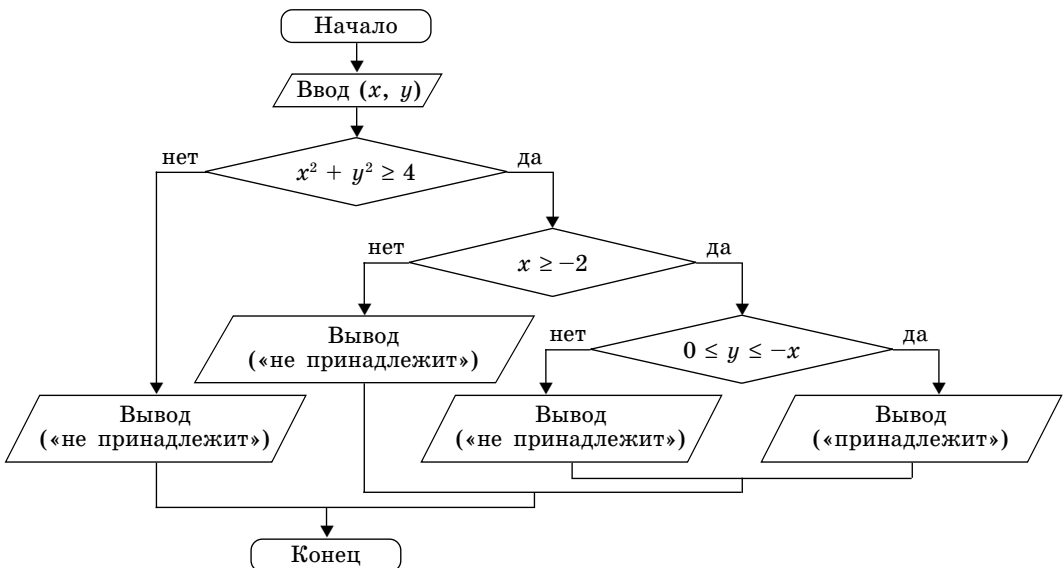 Начало
Ввод (x, y)
нет
x² + y² ≥ 4
да
нет
x ≥ −2
да
Вывод
(«не принадлежит»)
нет
0 ≤ y ≤ −x
да
Вывод
(«не принадлежит»)
Вывод
(«не принадлежит»)
Вывод
(«принадлежит»)
Конец